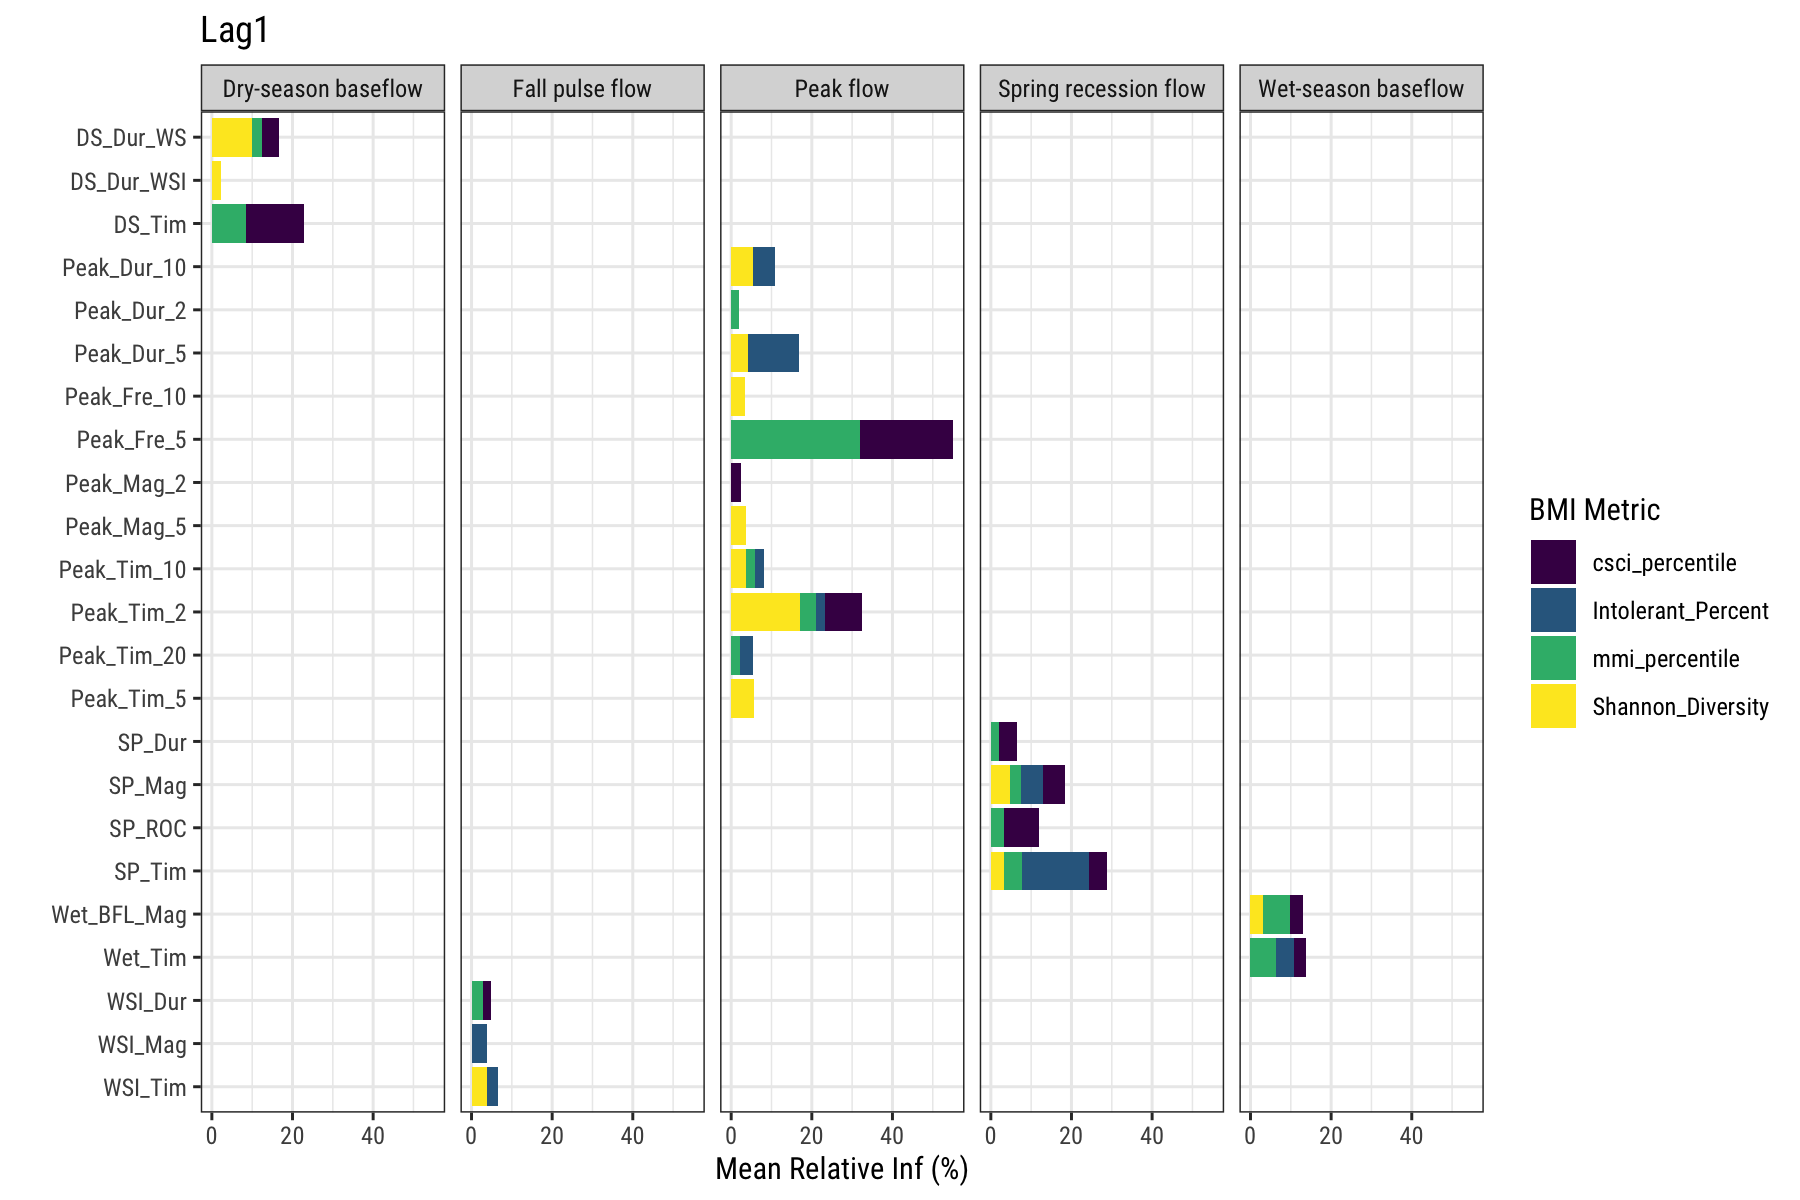 Lag1
Dry-season baseflow
Fall pulse flow
Peak flow
Spring recession flow
Wet-season baseflow
DS_Dur_WS
DS_Dur_WSI
DS_Tim
Peak_Dur_10
Peak_Dur_2
Peak_Dur_5
Peak_Fre_10
Peak_Fre_5
Peak_Mag_2
Peak_Mag_5
Peak_Tim_10
Peak_Tim_2
Peak_Tim_20
Peak_Tim_5
SP_Dur
SP_Mag
SP_ROC
SP_Tim
Wet_BFL_Mag
Wet_Tim
WSI_Dur
WSI_Mag
WSI_Tim
0 20 40
0 20 40
0 20 40
0 20 40
0 20 40
Mean Relative Inf (%)
BMI Metric
csci_percentile
Intolerant_Percent
mmi_percentile
Shannon_Diversity